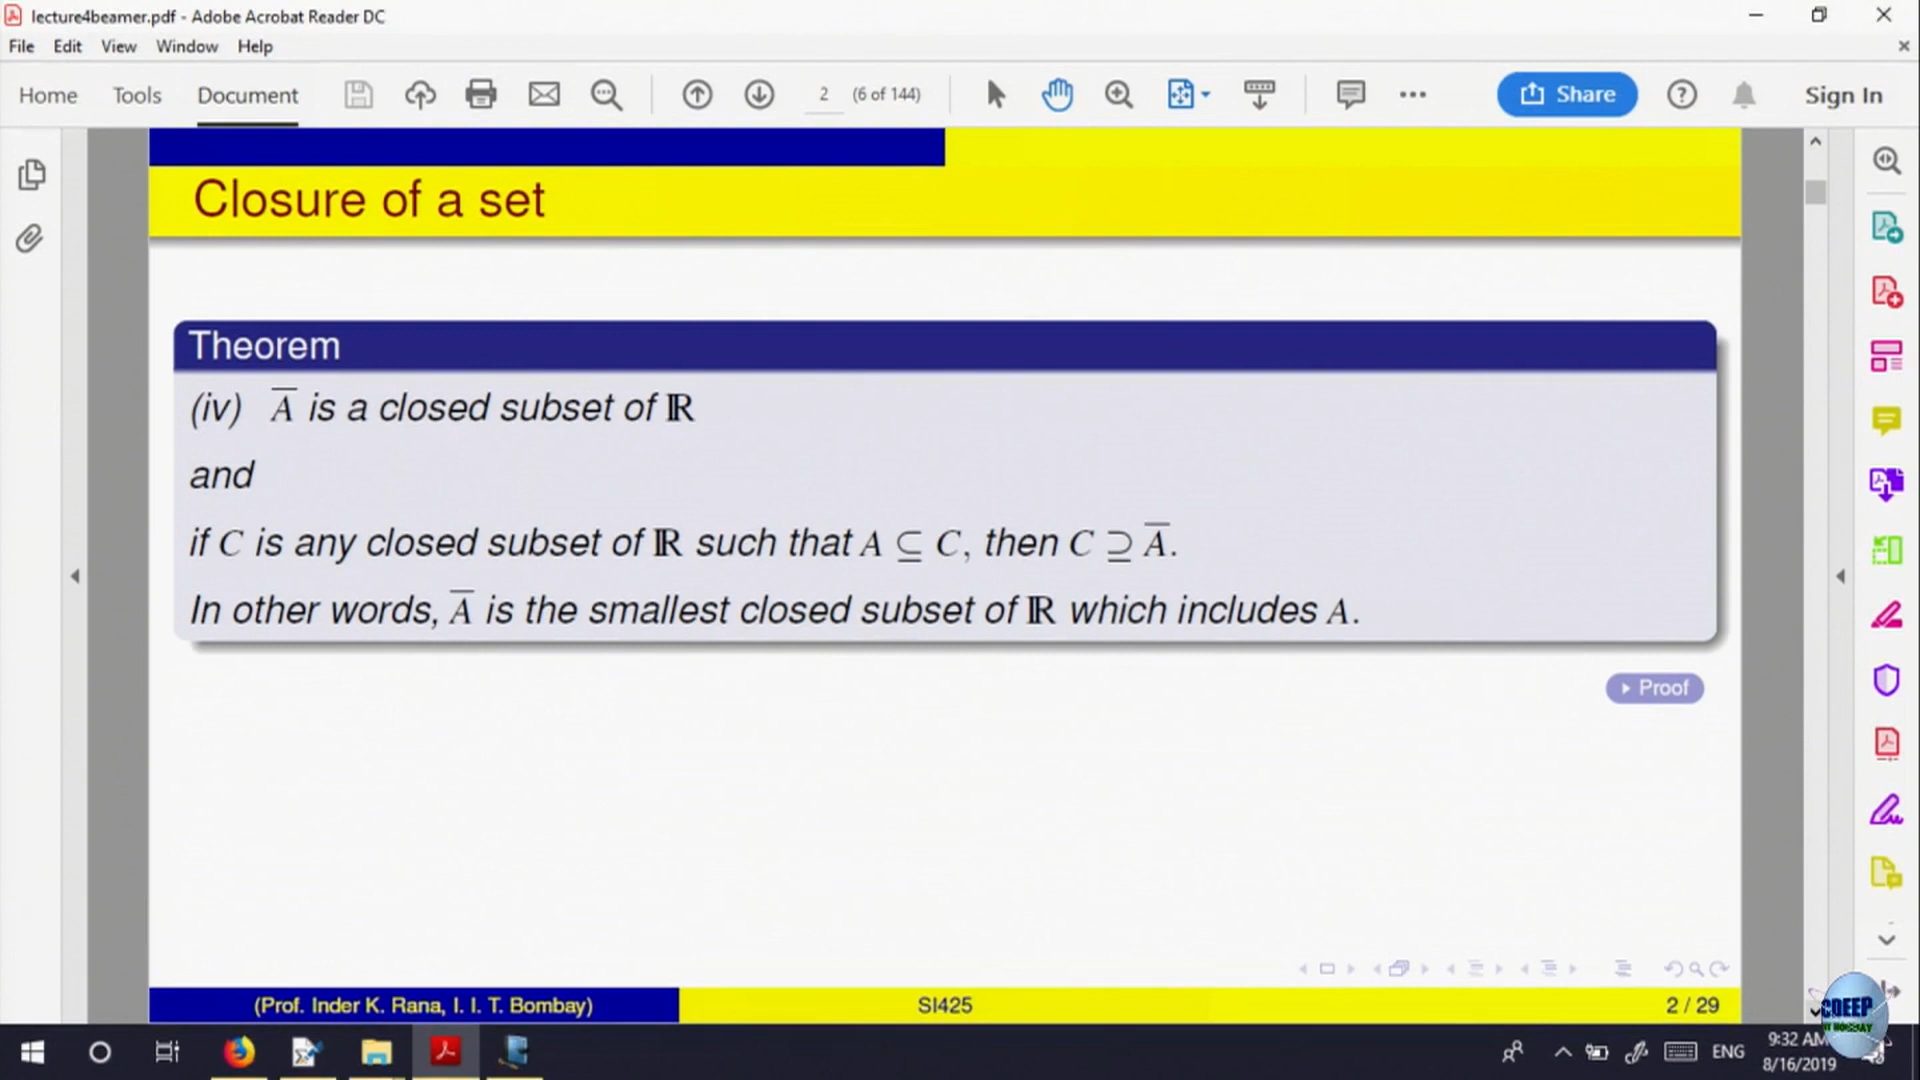 lecture4beamer.pdf - Adobe Acrobat Reader DC
File Edit View Window Help
Home Tools Document 2 (6 of 144) Share Sign In
Closure of a set
Theorem
(iv) A̅ is a closed subset of ℝ
and
if C is any closed subset of ℝ such that A ⊆ C, then C ⊇ A̅.
In other words, A̅ is the smallest closed subset of ℝ which includes A.
Proof
(Prof. Inder K. Rana, I. I. T. Bombay) SI425 2 / 29
CDEEP
IIT BOMBAY
ENG
9:32 AM
8/16/2019